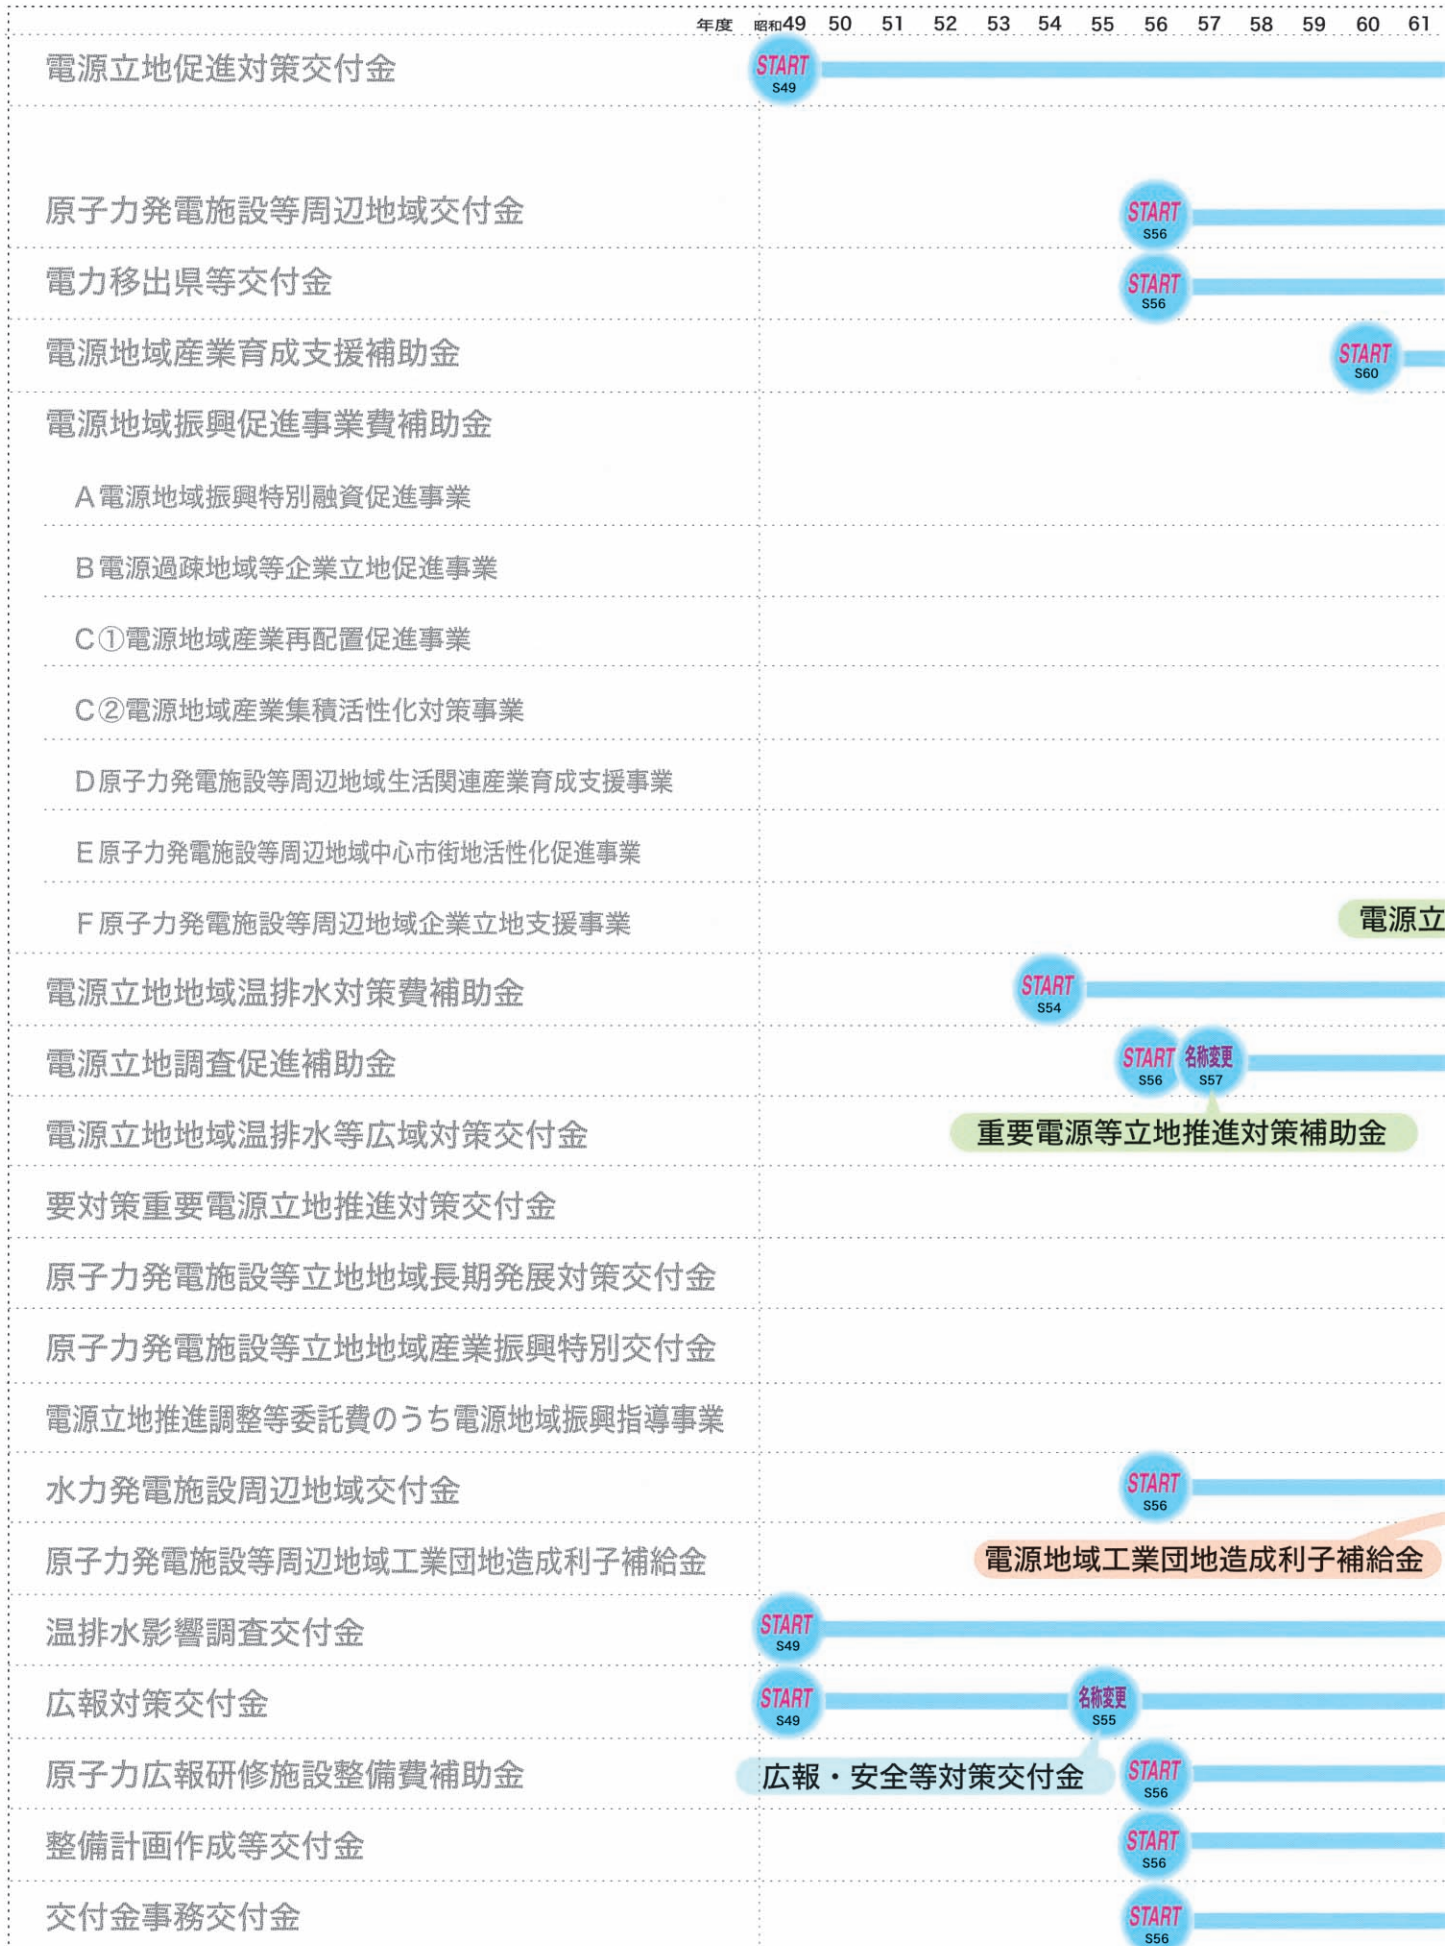 年度 昭和49 50 51 52 53 54 55 56 57 58 59 60 61
電源立地促進対策交付金 START S49
原子力発電施設等周辺地域交付金 START S56
電力移出県等交付金 START S56
電源地域産業育成支援補助金 START S60
電源地域振興促進事業費補助金
A電源地域振興特別融資促進事業
B電源過疎地域等企業立地促進事業
C①電源地域産業再配置促進事業
C②電源地域産業集積活性化対策事業
D原子力発電施設等周辺地域生活関連産業育成支援事業
E原子力発電施設等周辺地域中心市街地活性化促進事業
F原子力発電施設等周辺地域企業立地支援事業 電源立
電源立地地域温排水対策費補助金 START S54
電源立地調査促進補助金 START S56 名称変更 S57
電源立地地域温排水等広域対策交付金 重要電源等立地推進対策補助金
要対策重要電源立地推進対策交付金
原子力発電施設等立地地域長期発展対策交付金
原子力発電施設等立地地域産業振興特別交付金
電源立地推進調整等委託費のうち電源地域振興指導事業
水力発電施設周辺地域交付金 START S56
原子力発電施設等周辺地域工業団地造成利子補給金 電源地域工業団地造成利子補給金
温排水影響調査交付金 START S49
広報対策交付金 START S49 名称変更 S55
原子力広報研修施設整備費補助金 広報・安全等対策交付金 START S56
整備計画作成等交付金 START S56
交付金事務交付金 START S56